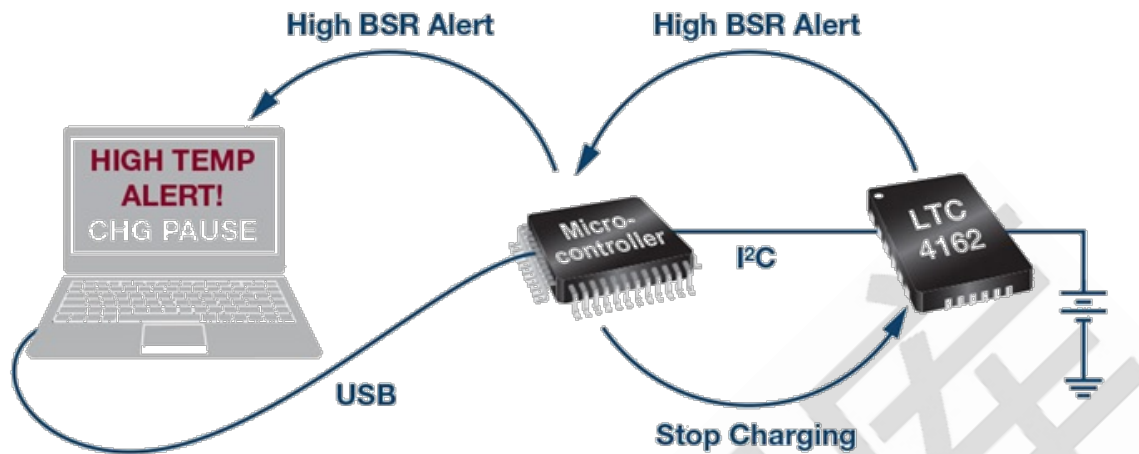 High BSR Alert
High BSR Alert
HIGH TEMP
ALERT!
CHG PAUSE
Micro-
controller
LTC
4162
I²C
USB
Stop Charging